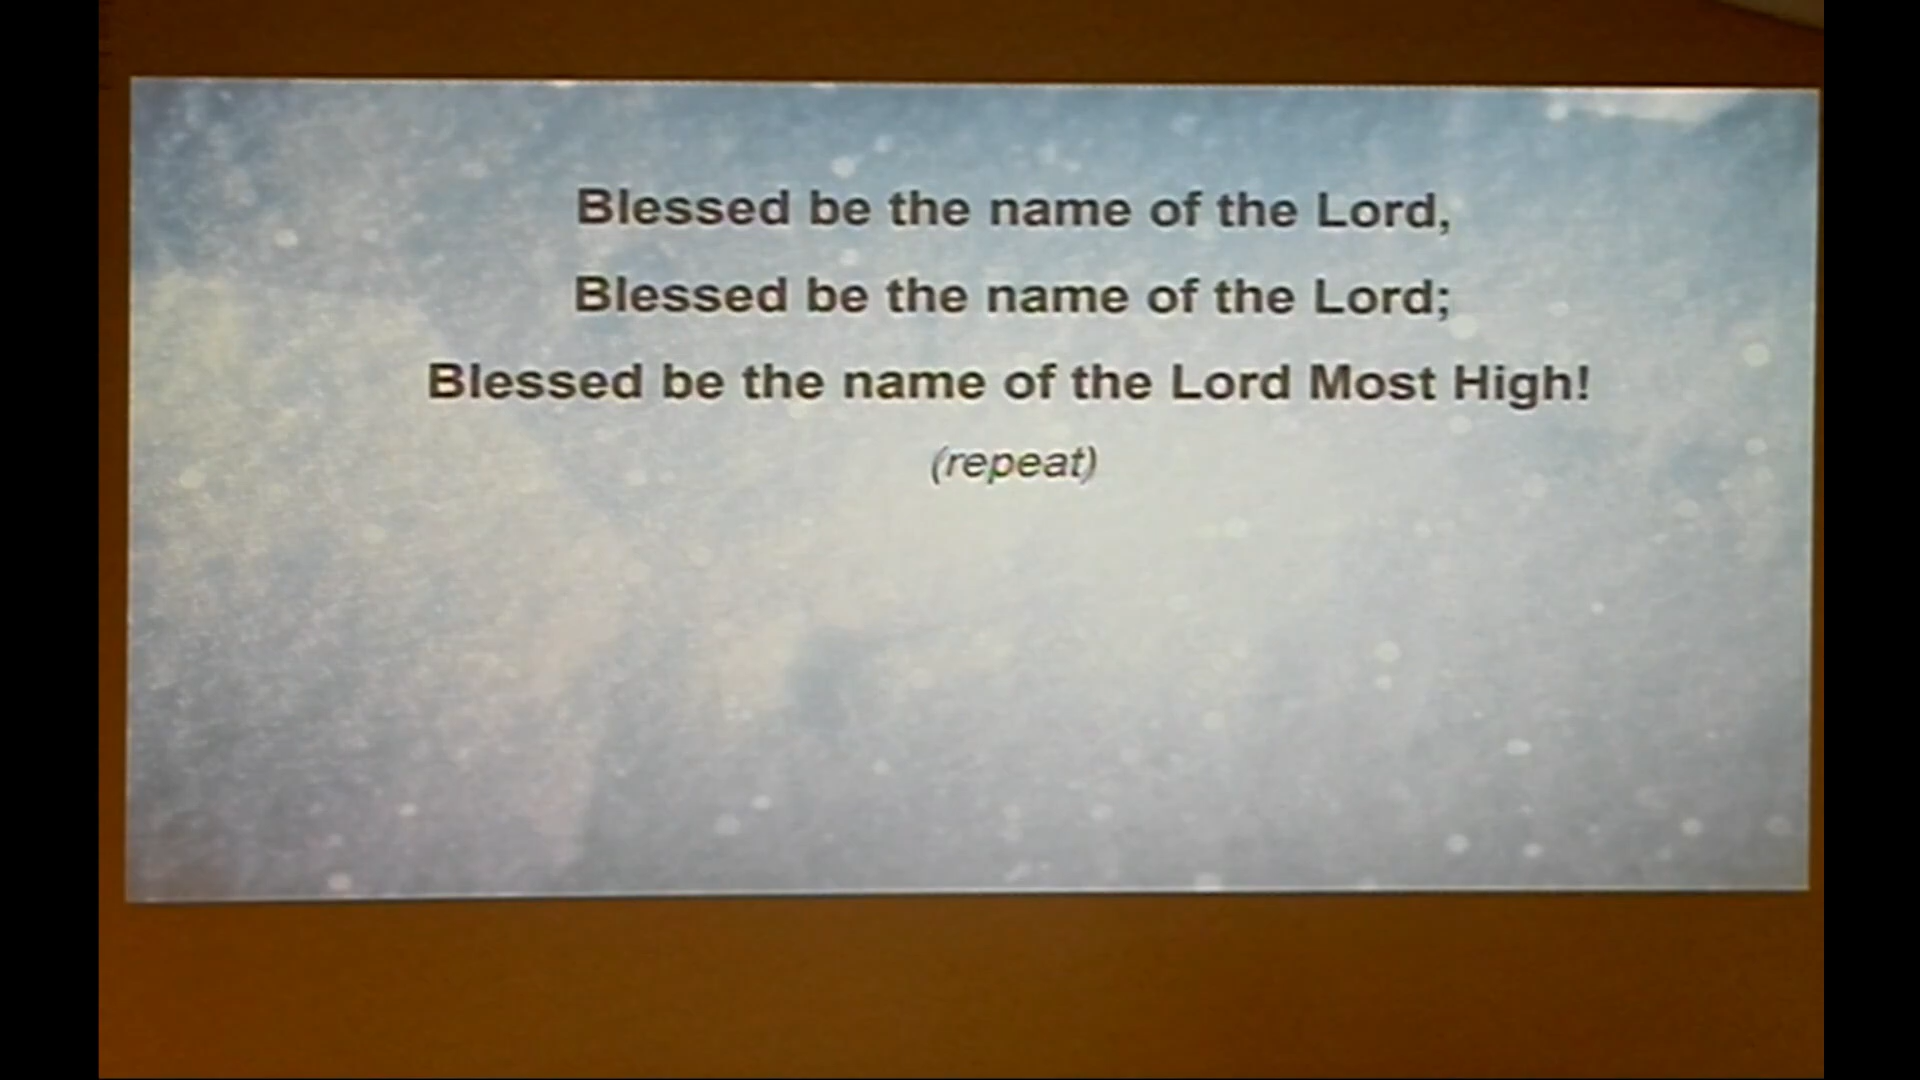 Blessed be the name of the Lord,
Blessed be the name of the Lord;
Blessed be the name of the Lord Most High!
(repeat)